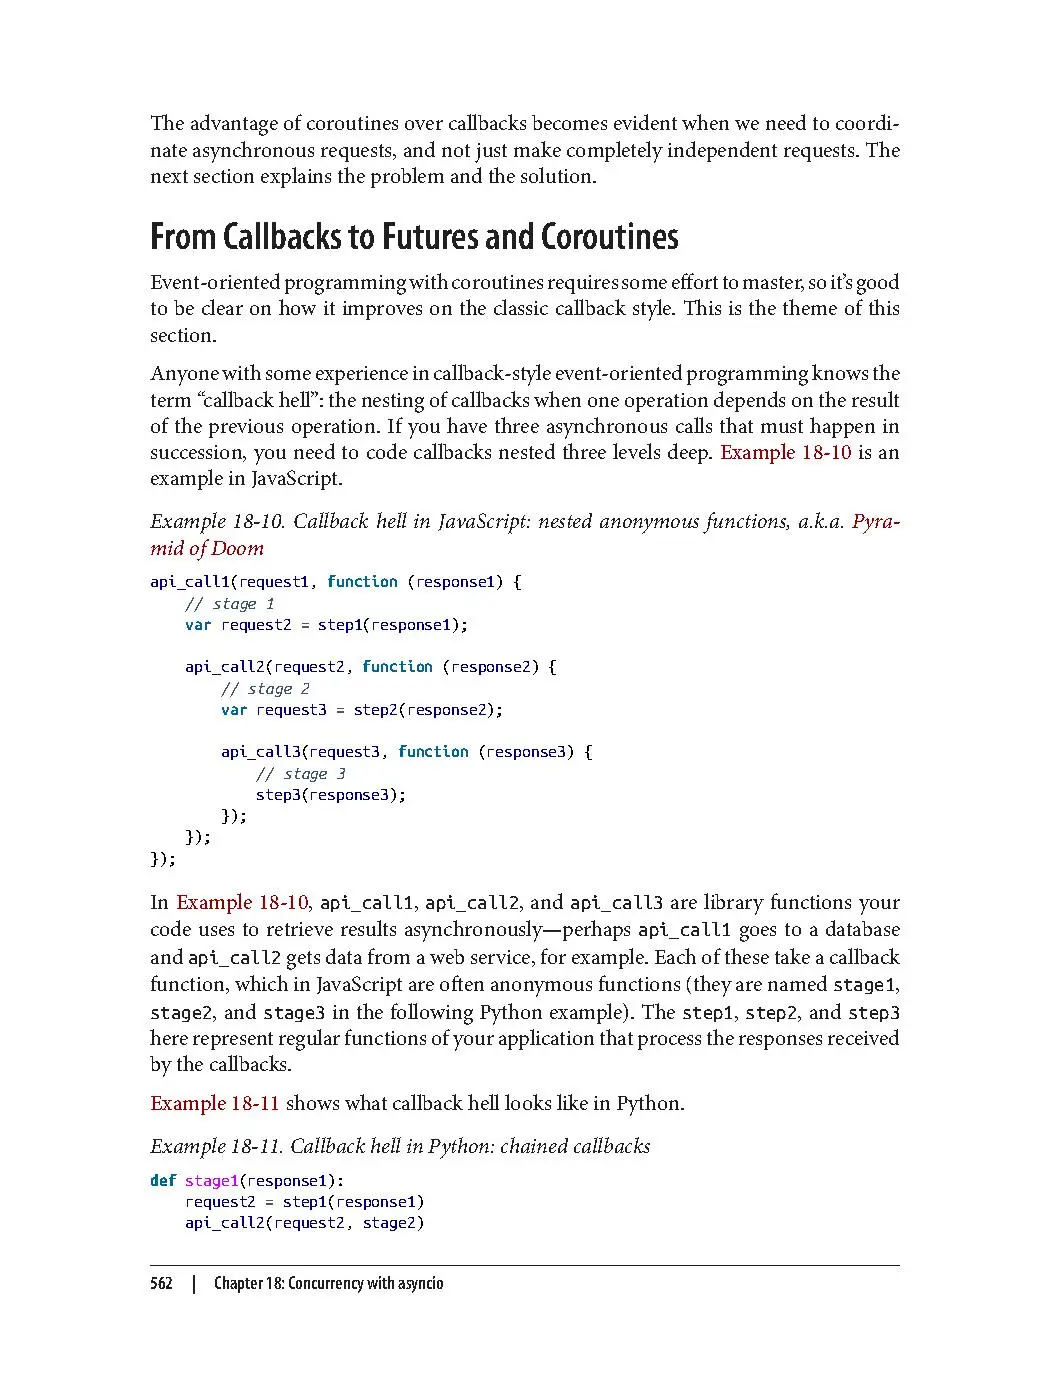 The advantage of coroutines over callbacks becomes evident when we need to coordi-
nate asynchronous requests, and not just make completely independent requests. The
next section explains the problem and the solution.
From Callbacks to Futures and Coroutines
Event-oriented programming with coroutines requires some effort to master, so it’s good
to be clear on how it improves on the classic callback style. This is the theme of this
section.
Anyone with some experience in callback-style event-oriented programming knows the
term “callback hell”: the nesting of callbacks when one operation depends on the result
of the previous operation. If you have three asynchronous calls that must happen in
succession, you need to code callbacks nested three levels deep. Example 18-10 is an
example in JavaScript.
Example 18-10. Callback hell in JavaScript: nested anonymous functions, a.k.a. Pyra-
mid of Doom
api_call1(request1, function (response1) {
    // stage 1
    var request2 = step1(response1);
    api_call2(request2, function (response2) {
        // stage 2
        var request3 = step2(response2);
        api_call3(request3, function (response3) {
            // stage 3
            step3(response3);
        });
    });
});
In Example 18-10, api_call1, api_call2, and api_call3 are library functions your
code uses to retrieve results asynchronously—perhaps api_call1 goes to a database
and api_call2 gets data from a web service, for example. Each of these take a callback
function, which in JavaScript are often anonymous functions (they are named stage1,
stage2, and stage3 in the following Python example). The step1, step2, and step3
here represent regular functions of your application that process the responses received
by the callbacks.
Example 18-11 shows what callback hell looks like in Python.
Example 18-11. Callback hell in Python: chained callbacks
def stage1(response1):
    request2 = step1(response1)
    api_call2(request2, stage2)
562 | Chapter 18: Concurrency with asyncio